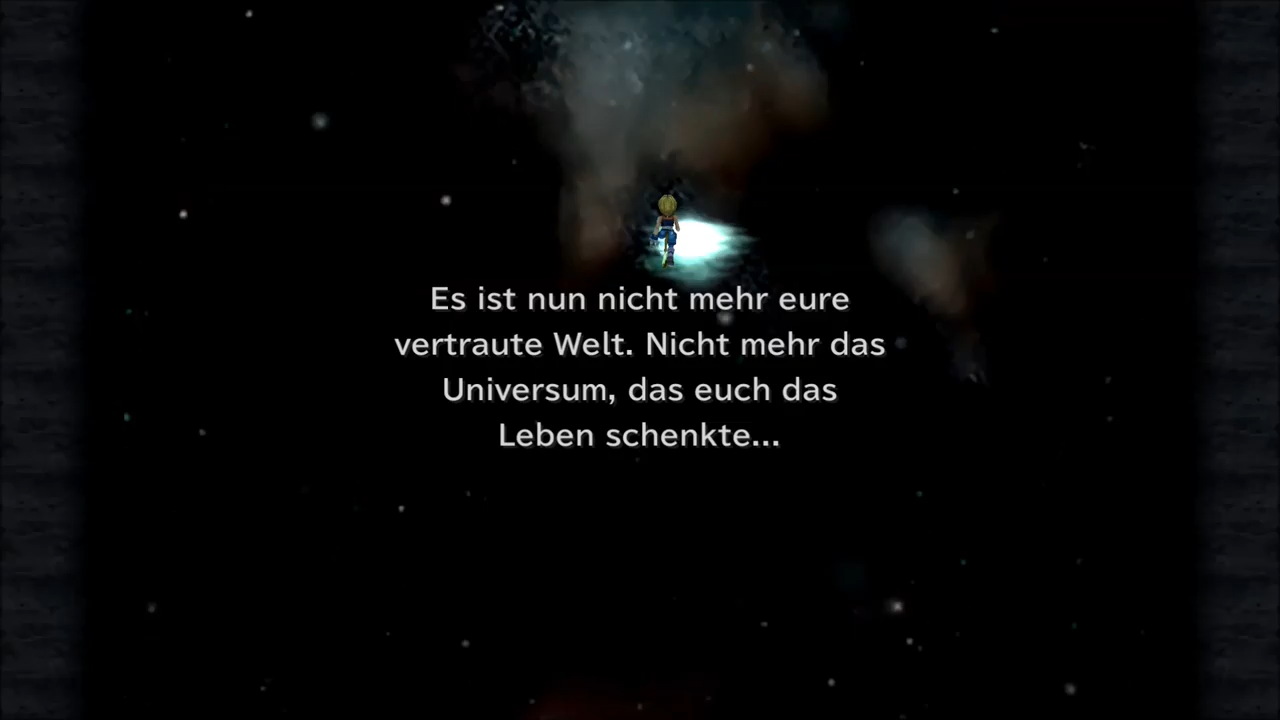 Es ist nun nicht mehr eure
vertraute Welt. Nicht mehr das
Universum, das euch das
Leben schenkte...